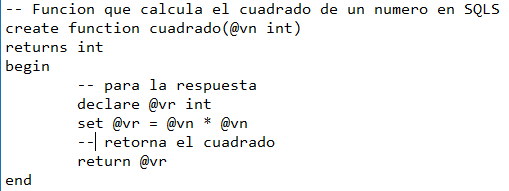 -- Funcion que calcula el cuadrado de un numero en SQLS
create function cuadrado(@vn int)
returns int
begin
-- para la respuesta
declare @vr int
set @vr = @vn * @vn
-- retorna el cuadrado
return @vr
end